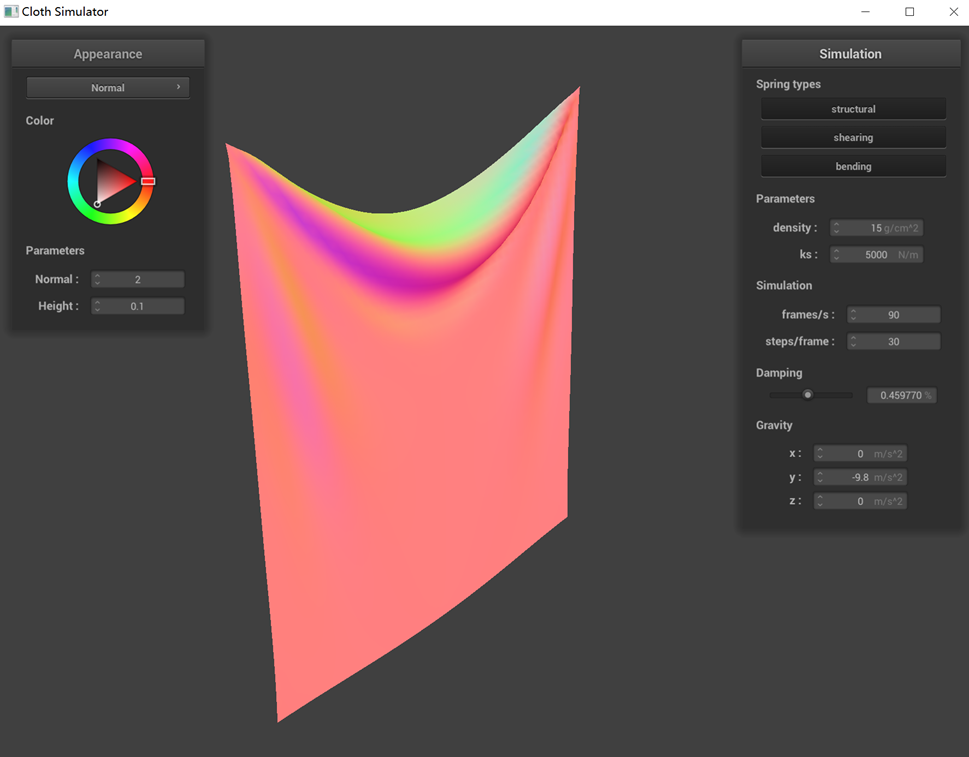 Cloth Simulator
Appearance
Normal
Color
Parameters
Normal : 2
Height : 0.1
Simulation
Spring types
structural
shearing
bending
Parameters
density : 15 g/cm^2
ks : 5000 N/m
Simulation
frames/s : 90
steps/frame : 30
Damping
0.459770 %
Gravity
x : 0 m/s^2
y : -9.8 m/s^2
z : 0 m/s^2